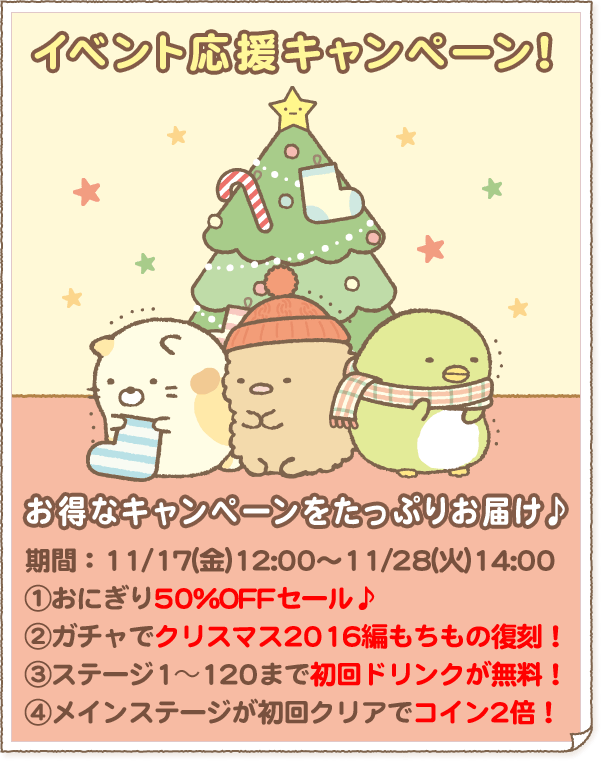 イベント応援キャンペーン!
お得なキャンペーンをたっぷりお届け♪
期間：11/17(金)12:00～11/28(火)14:00
①おにぎり50%OFFセール♪
②ガチャでクリスマス2016編もちもの復刻！
③ステージ1～120まで初回ドリンクが無料！
④メインステージが初回クリアでコイン2倍！